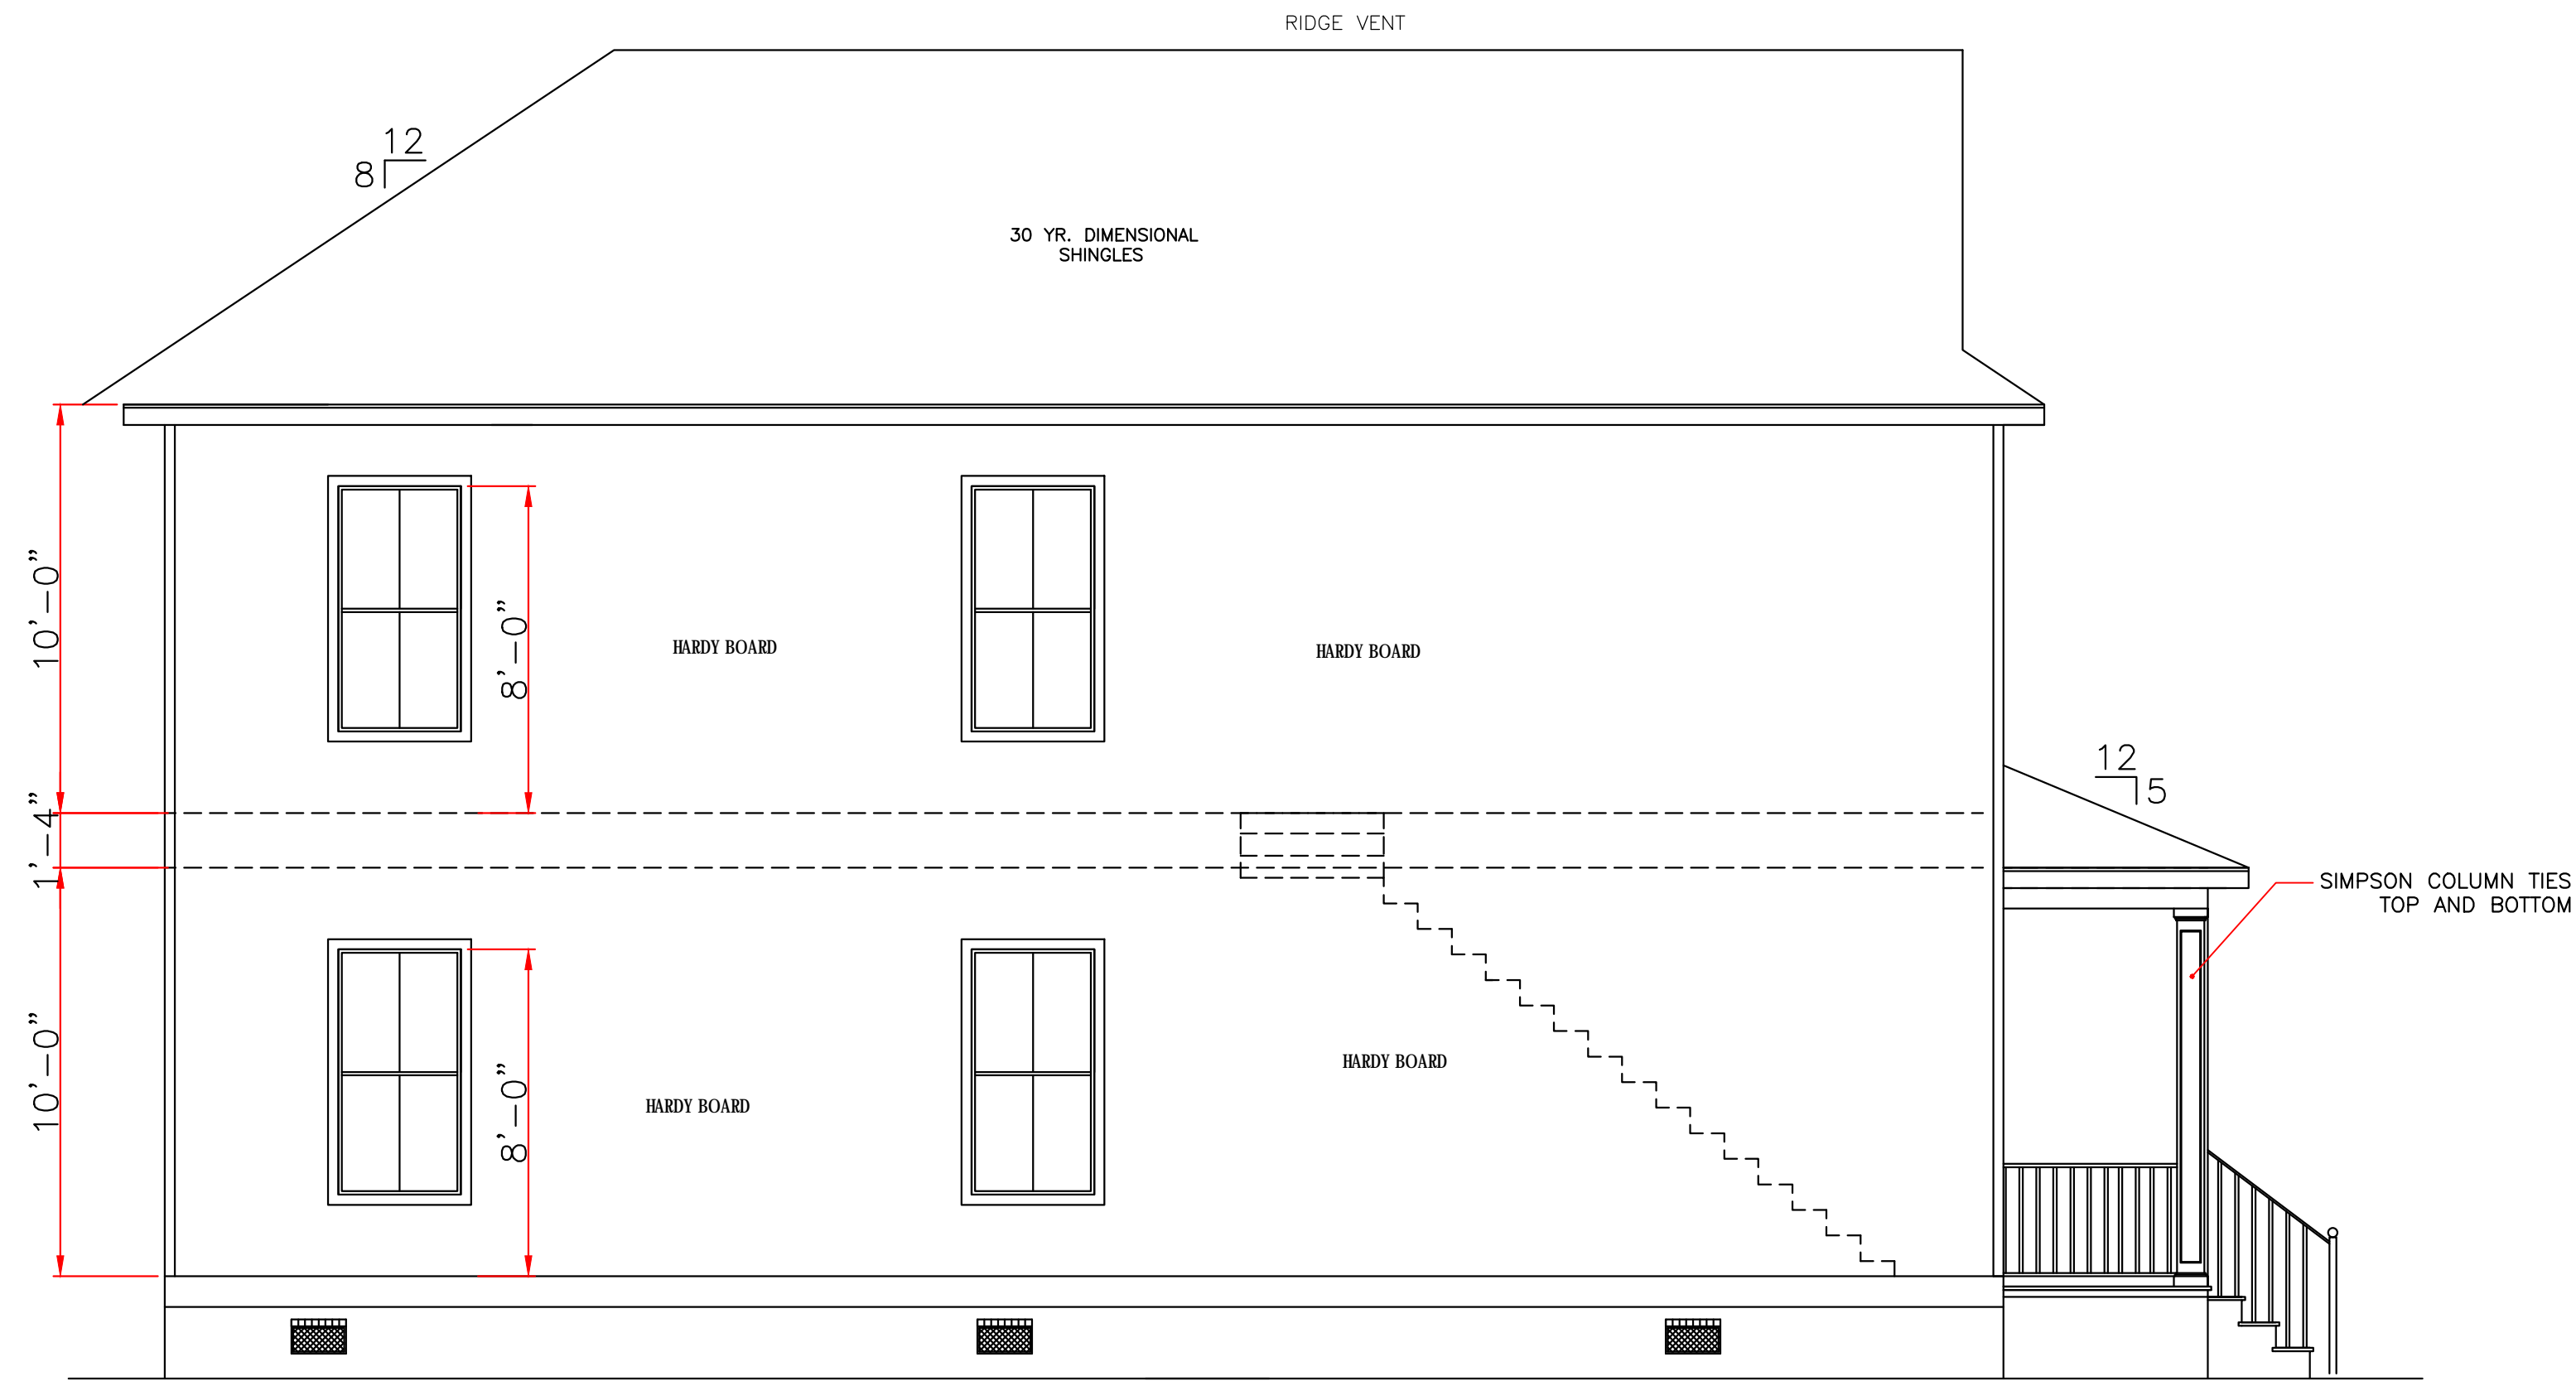 RIDGE VENT
12
8
30 YR. DIMENSIONAL
SHINGLES
10'-0"
8'-0"
HARDY BOARD
HARDY BOARD
12
5
1'-4"
SIMPSON COLUMN TIES
TOP AND BOTTOM
10'-0"
8'-0"
HARDY BOARD
HARDY BOARD